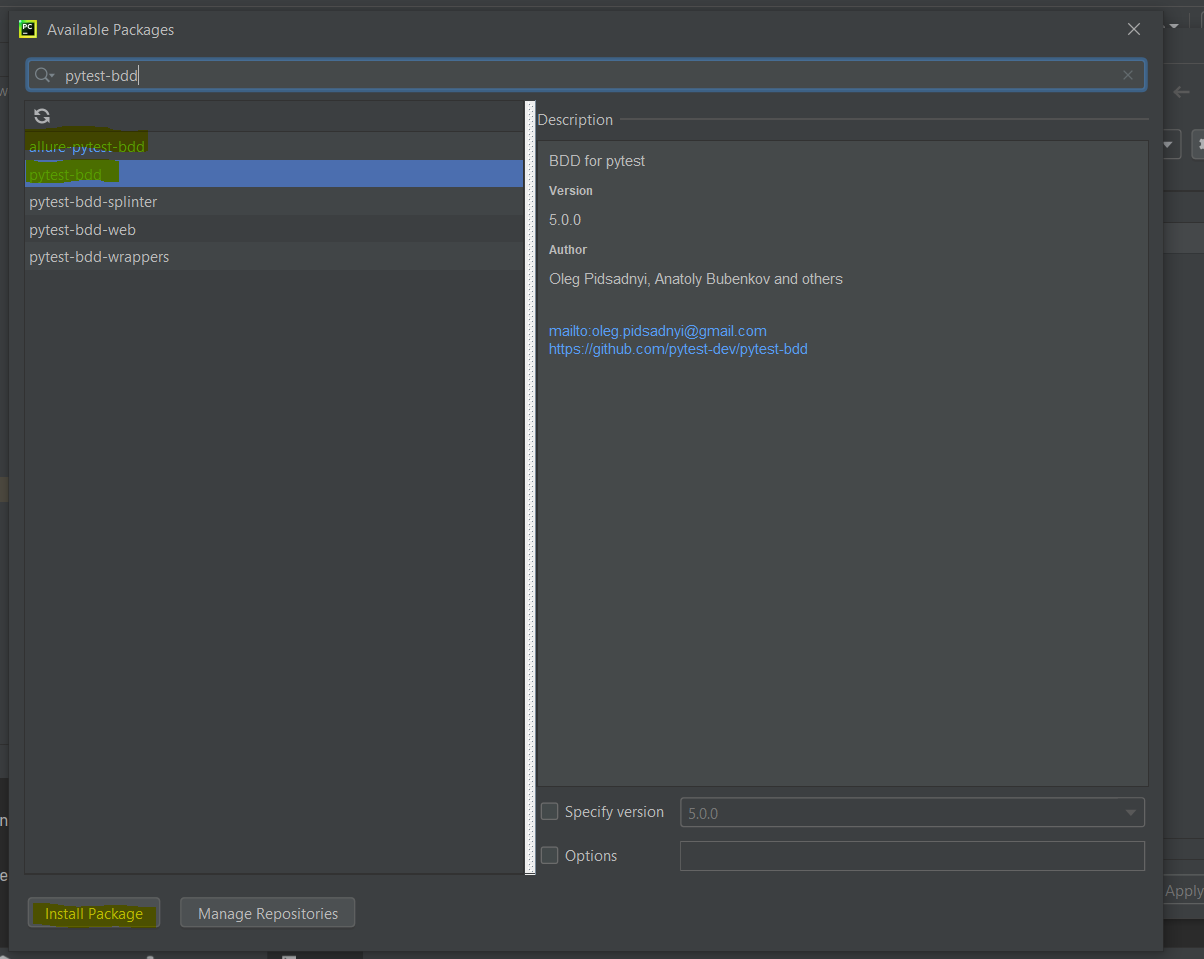 PC
Available Packages
pytest-bdd
allure-pytest-bdd
pytest-bdd
pytest-bdd-splinter
pytest-bdd-web
pytest-bdd-wrappers
Description
BDD for pytest
Version
5.0.0
Author
Oleg Pidsadnyi, Anatoly Bubenkov and others
mailto:oleg.pidsadnyi@gmail.com
https://github.com/pytest-dev/pytest-bdd
Specify version
5.0.0
Options
Install Package
Manage Repositories
Apply